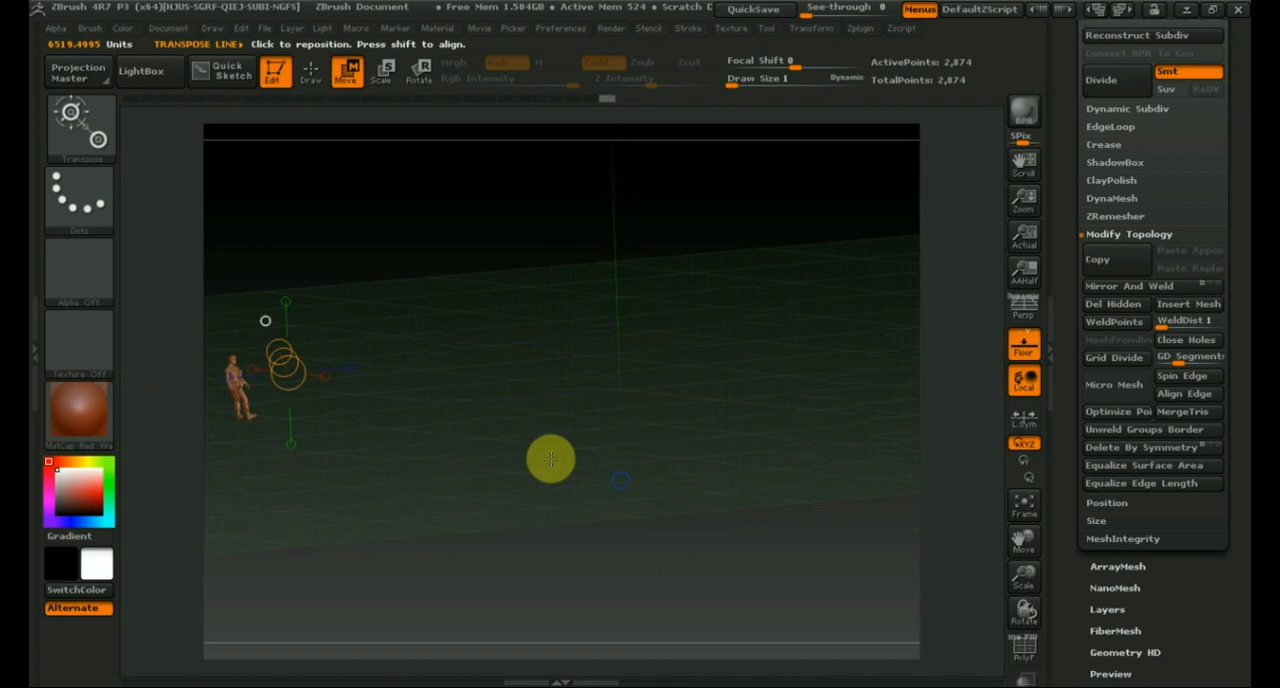 ZBrush 4R7 P3 (x64)[HJUS-SGRF-QIEJ-SUBI-NGFS] ZBrush Document ● Free Mem 1.504GB ● Active Mem 524 ● Scratch D QuickSave See-through 0 Menus DefaultZScript
Alpha Brush Color Document Draw Edit File Layer Light Macro Marker Material Movie Picker Preferences Render Stencil Stroke Texture Tool Transform Zplugin Zscript
6519.4995 Units TRANSPOSE LINE> Click to reposition. Press shift to align.
Projection Master
LightBox
Quick Sketch
Edit
Draw
Move
Scale
Rotate
Mrgb Rgb M
Rgb Intensity
Zadd Zsub Zcut
Z Intensity
Focal Shift 0
Draw Size 1 Dynamic
ActivePoints: 2,874
TotalPoints: 2,874
Transpose
Dots
Alpha Off
Texture Off
MatCap Red Wa
Gradient
SwitchColor
Alternate
BPR
SPix
Scroll
Zoom
Actual
AAHalf
Dynamic
Persp
Floor
Local
L.Sym
XYZ
Frame
Move
Scale
Rotate
Line Fill
PolyF
Reconstruct Subdiv
Convert BPR To Geo
Divide
Smt
Suv ReUV
Dynamic Subdiv
EdgeLoop
Crease
ShadowBox
ClayPolish
DynaMesh
ZRemesher
Modify Topology
Copy
Paste Appen
Paste Repla
Mirror And Weld
Del Hidden Insert Mesh
WeldPoints WeldDist 1
MeshFromBr Close Holes
Grid Divide GD Segments
Micro Mesh
Spin Edge
Align Edge
Optimize Poi MergeTris
Unweld Groups Border
Delete By Symmetry
Equalize Surface Area
Equalize Edge Length
Position
Size
MeshIntegrity
ArrayMesh
NanoMesh
Layers
FiberMesh
Geometry HD
Preview